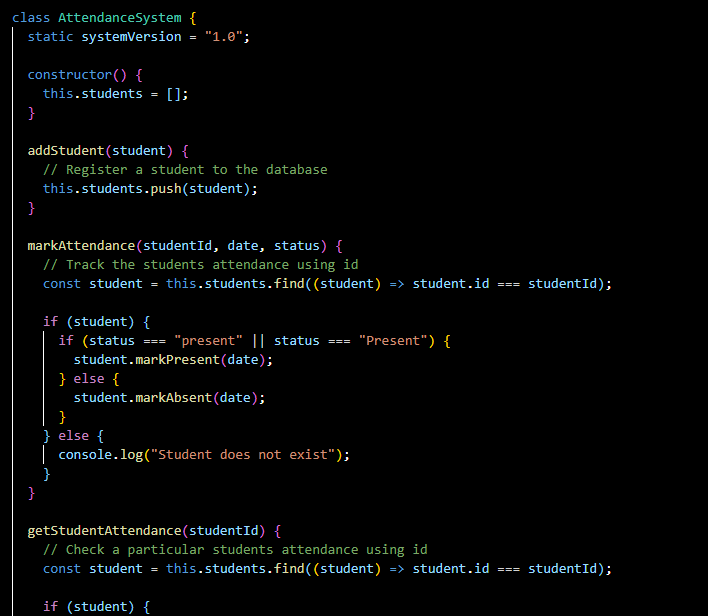 class AttendanceSystem {
static systemVersion = "1.0";
constructor() {
this.students = [];
}
addStudent(student) {
// Register a student to the database
this.students.push(student);
}
markAttendance(studentId, date, status) {
// Track the students attendance using id
const student = this.students.find((student) => student.id === studentId);
if (student) {
if (status === "present" || status === "Present") {
student.markPresent(date);
} else {
student.markAbsent(date);
}
} else {
console.log("Student does not exist");
}
}
getStudentAttendance(studentId) {
// Check a particular students attendance using id
const student = this.students.find((student) => student.id === studentId);
if (student) {